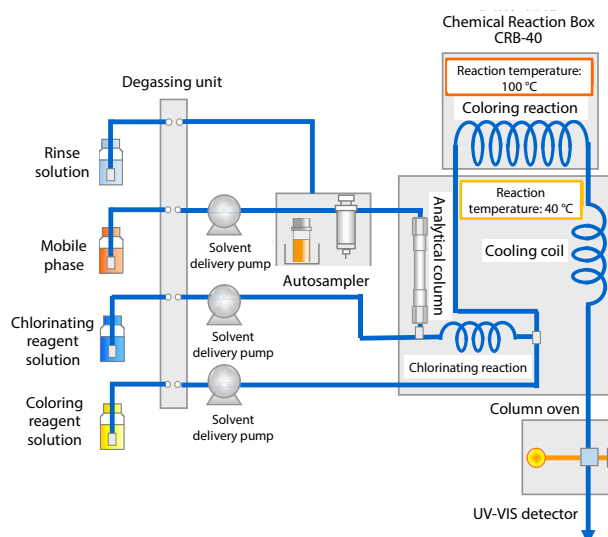 Chemical Reaction Box
CRB-40
Reaction temperature:
100 °C
Coloring reaction
Degassing unit
Rinse
solution
Reaction
temperature: 40 °C
Analytical column
Cooling coil
Mobile
phase
Solvent
delivery pump
Autosampler
Chlorinating
reagent
solution
Solvent
delivery pump
Chlorinating reaction
Coloring
reagent
solution
Solvent
delivery pump
Column oven
UV-VIS detector